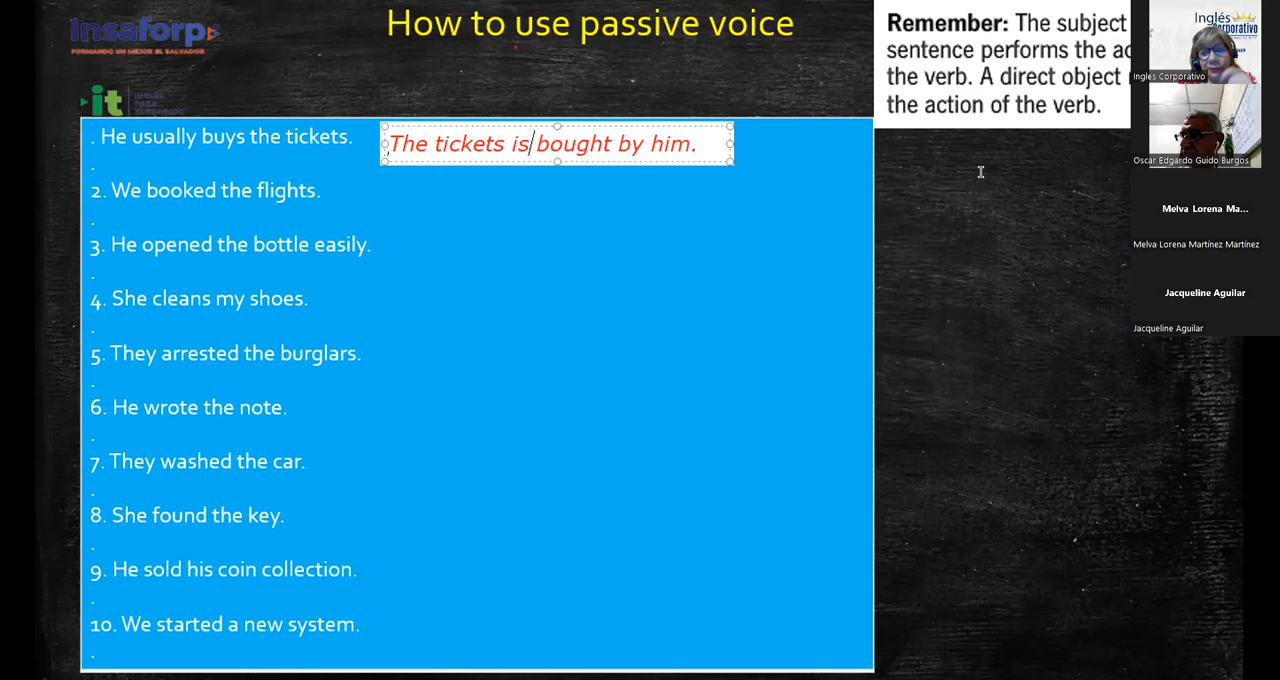 Insaforp
FORMANDO UN MEJOR EL SALVADOR
How to use passive voice
Remember: The subject
sentence performs the ac
the verb. A direct object
the action of the verb.
Inglés
Corporativo
Ingles Corporativo
it
. He usually buys the tickets.
The tickets is bought by him.
.
2. We booked the flights.
.
3. He opened the bottle easily.
.
4. She cleans my shoes.
.
5. They arrested the burglars.
.
6. He wrote the note.
.
7. They washed the car.
.
8. She found the key.
.
9. He sold his coin collection.
.
10. We started a new system.
.
Oscar Edgardo Guido Burgos
Melva Lorena Ma...
Melva Lorena Martínez Martínez
Jacqueline Aguilar
Jacqueline Aguilar